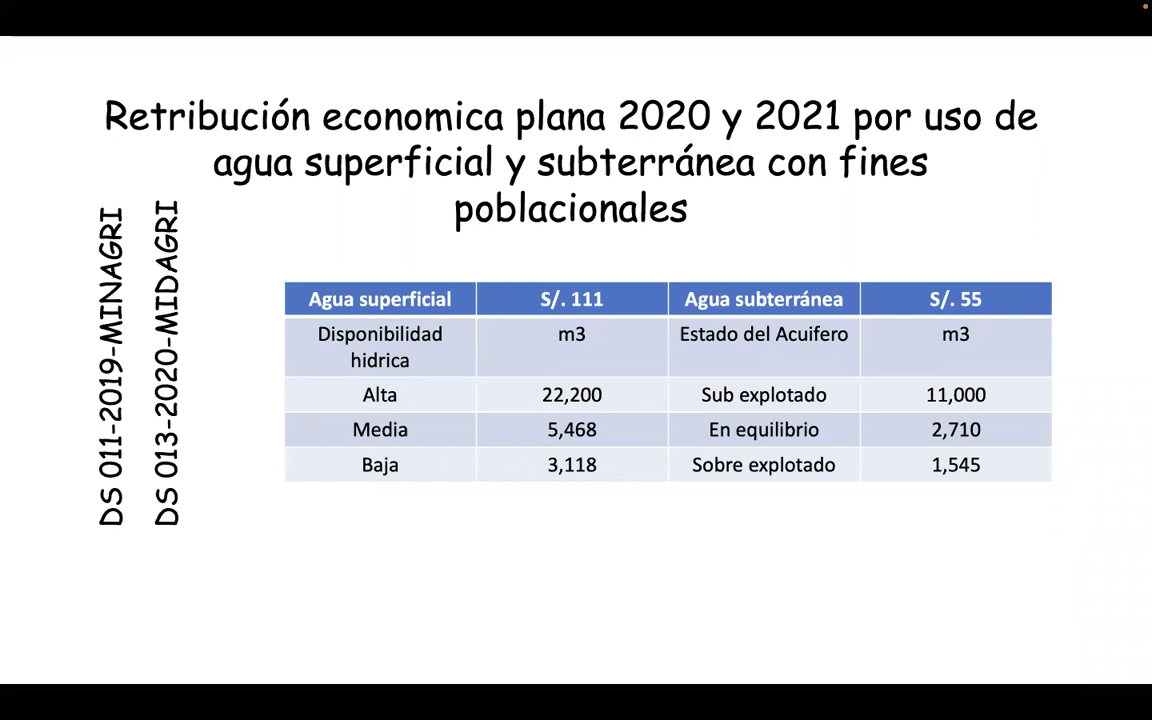 Retribución economica plana 2020 y 2021 por uso de
agua superficial y subterránea con fines
poblacionales
DS 011-2019-MINAGRI
DS 013-2020-MIDAGRI
Agua superficial S/. 111 Agua subterránea S/. 55
Disponibilidad hidrica m3 Estado del Acuifero m3
Alta 22,200 Sub explotado 11,000
Media 5,468 En equilibrio 2,710
Baja 3,118 Sobre explotado 1,545